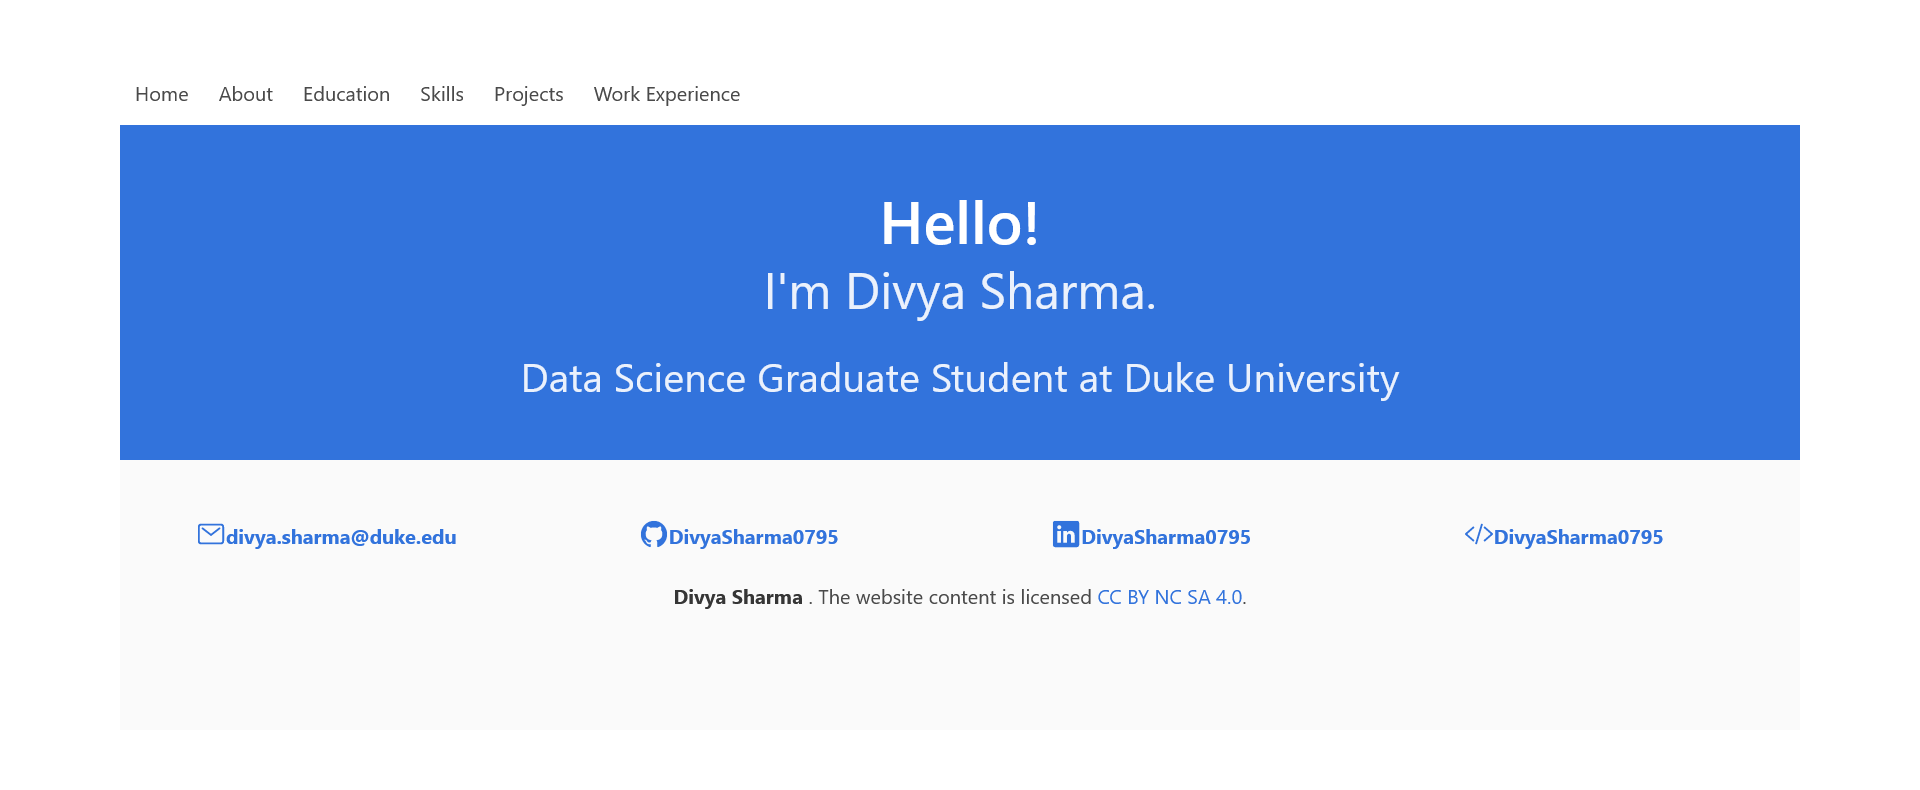 Home About Education Skills Projects Work Experience
Hello!
I'm Divya Sharma.
Data Science Graduate Student at Duke University
divya.sharma@duke.edu DivyaSharma0795 DivyaSharma0795 DivyaSharma0795
Divya Sharma . The website content is licensed CC BY NC SA 4.0.